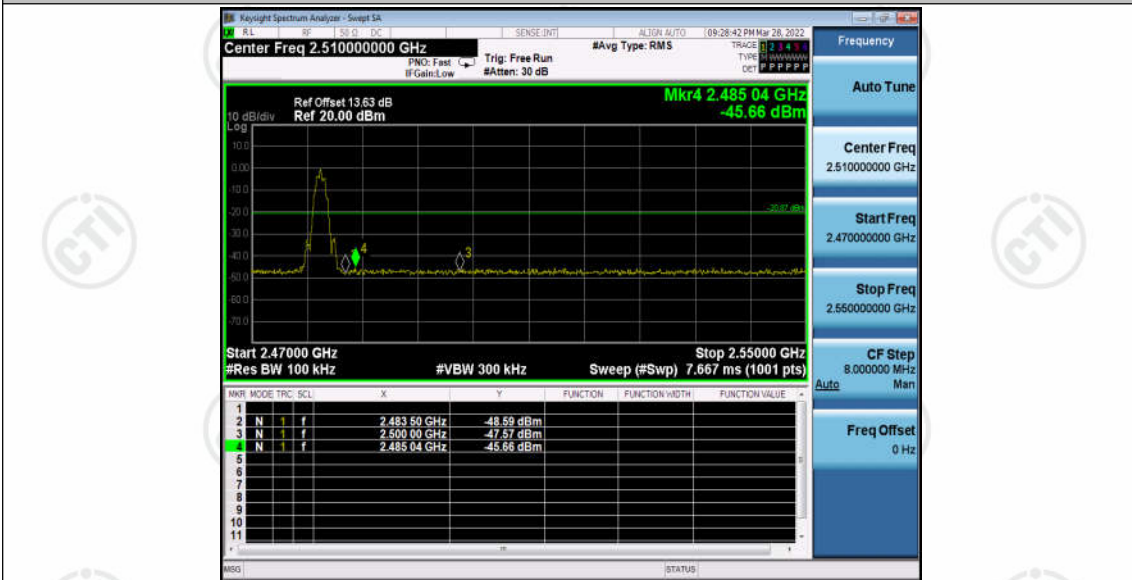 Keysight Spectrum Analyzer - Swept SA
RL RF 50 Ω DC SENSE:INT ALIGN AUTO 09:28:42 PM Mar 28, 2022
Center Freq 2.510000000 GHz
PNO: Fast
IFGain:Low
Trig: Free Run
#Atten: 30 dB
#Avg Type: RMS
TRACE 1 2 3 4 5 6
TYPE M WWWWW
DET P P P P P P
Ref Offset 13.63 dB
Ref 20.00 dBm
Mkr4 2.485 04 GHz
-45.66 dBm
10 dB/div
Log
10.0
0.00
-10.0
-20.0
-20.87 dBm
-30.0
-40.0
-50.0
-60.0
-70.0
4
3
Start 2.47000 GHz
Stop 2.55000 GHz
#Res BW 100 kHz
#VBW 300 kHz
Sweep (#Swp) 7.667 ms (1001 pts)
MKR MODE TRC SCL X Y FUNCTION FUNCTION WIDTH FUNCTION VALUE
1
2 N 1 f 2.483 50 GHz -48.59 dBm
3 N 1 f 2.500 00 GHz -47.57 dBm
4 N 1 f 2.485 04 GHz -45.66 dBm
5
6
7
8
9
10
11
MSG
STATUS
Frequency
Auto Tune
Center Freq
2.510000000 GHz
Start Freq
2.470000000 GHz
Stop Freq
2.550000000 GHz
CF Step
8.000000 MHz
Auto Man
Freq Offset
0 Hz
CTI
CTI